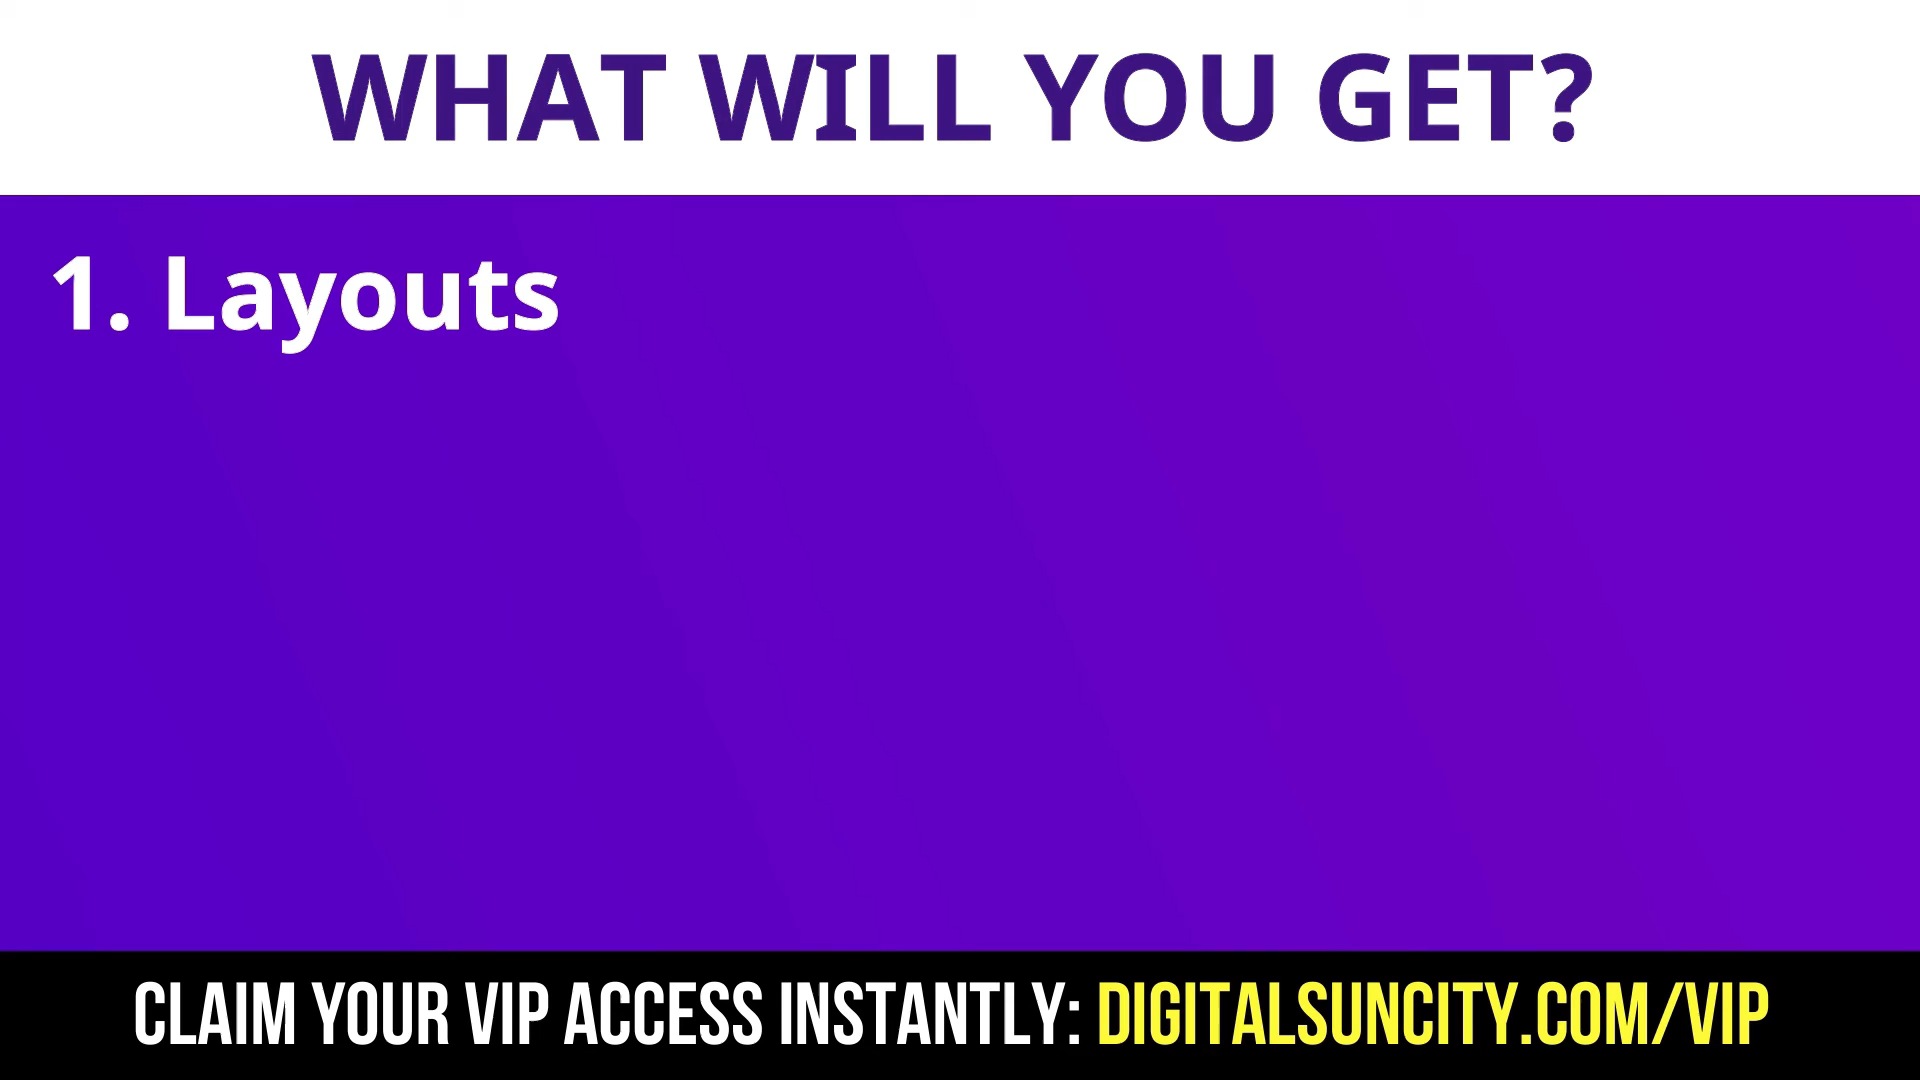 WHAT WILL YOU GET?
1. Layouts
CLAIM YOUR VIP ACCESS INSTANTLY: DIGITALSUNCITY.COM/VIP